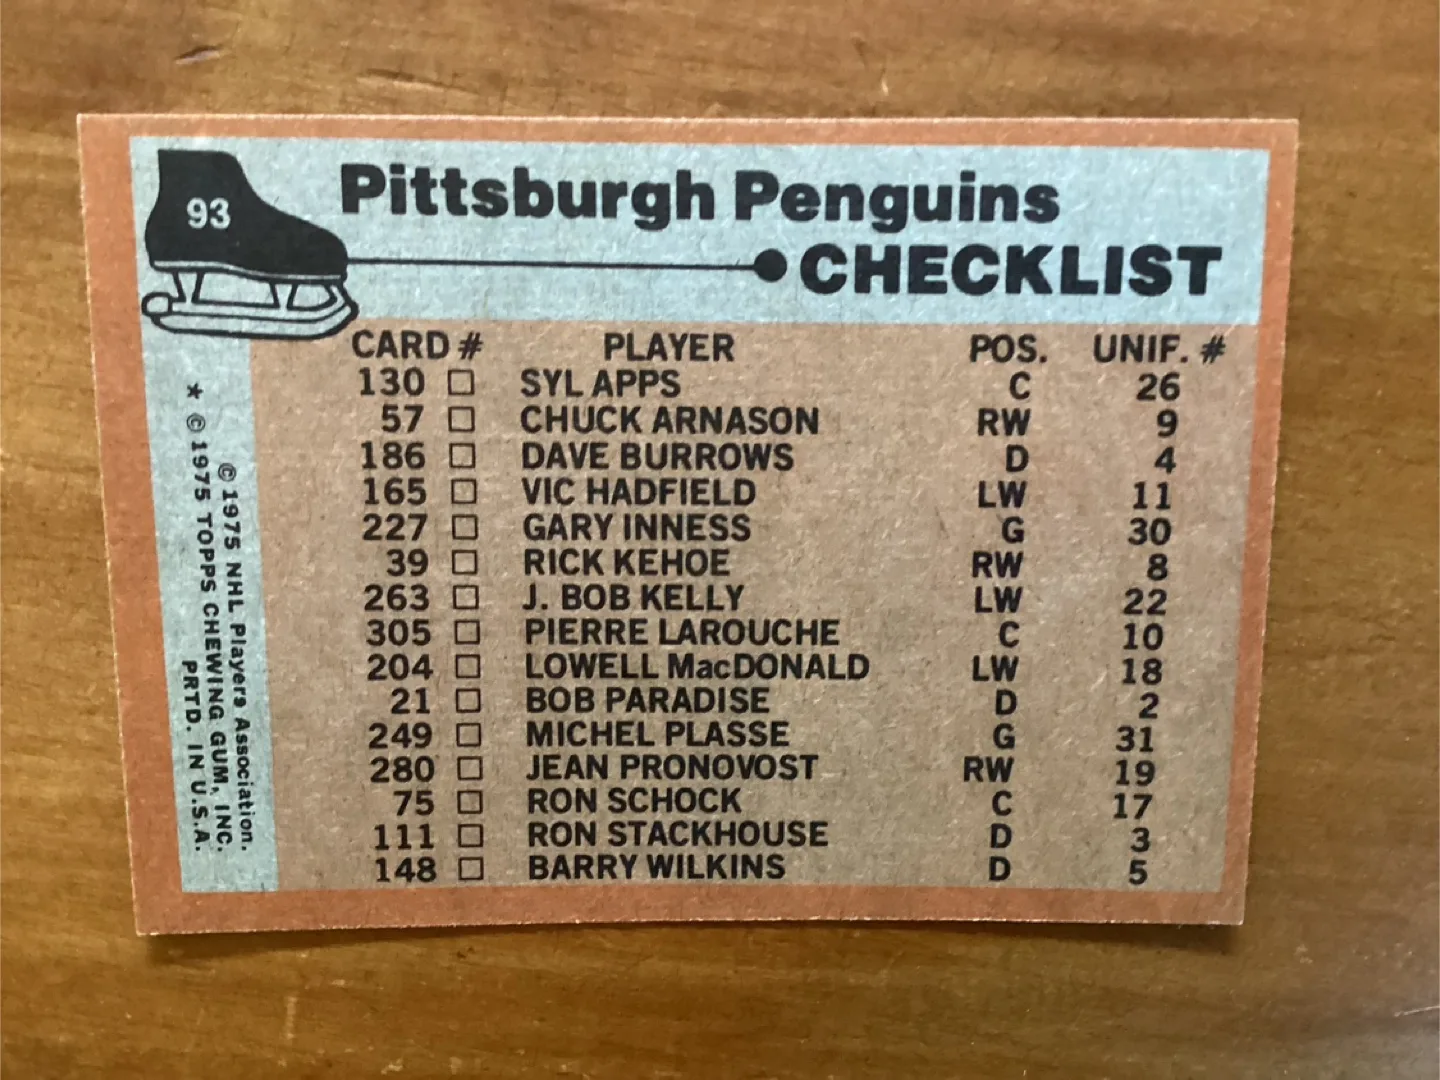 93
Pittsburgh Penguins
CHECKLIST
CARD # PLAYER POS. UNIF. #
130 □ SYL APPS C 26
57 □ CHUCK ARNASON RW 9
186 □ DAVE BURROWS D 4
165 □ VIC HADFIELD LW 11
227 □ GARY INNESS G 30
39 □ RICK KEHOE RW 8
263 □ J. BOB KELLY LW 22
305 □ PIERRE LAROUCHE C 10
204 □ LOWELL MacDONALD LW 18
21 □ BOB PARADISE D 2
249 □ MICHEL PLASSE G 31
280 □ JEAN PRONOVOST RW 19
75 □ RON SCHOCK C 17
111 □ RON STACKHOUSE D 3
148 □ BARRY WILKINS D 5
© 1975 NHL Players Association.
* © 1975 TOPPS CHEWING GUM, INC.
PRTD. IN U.S.A.